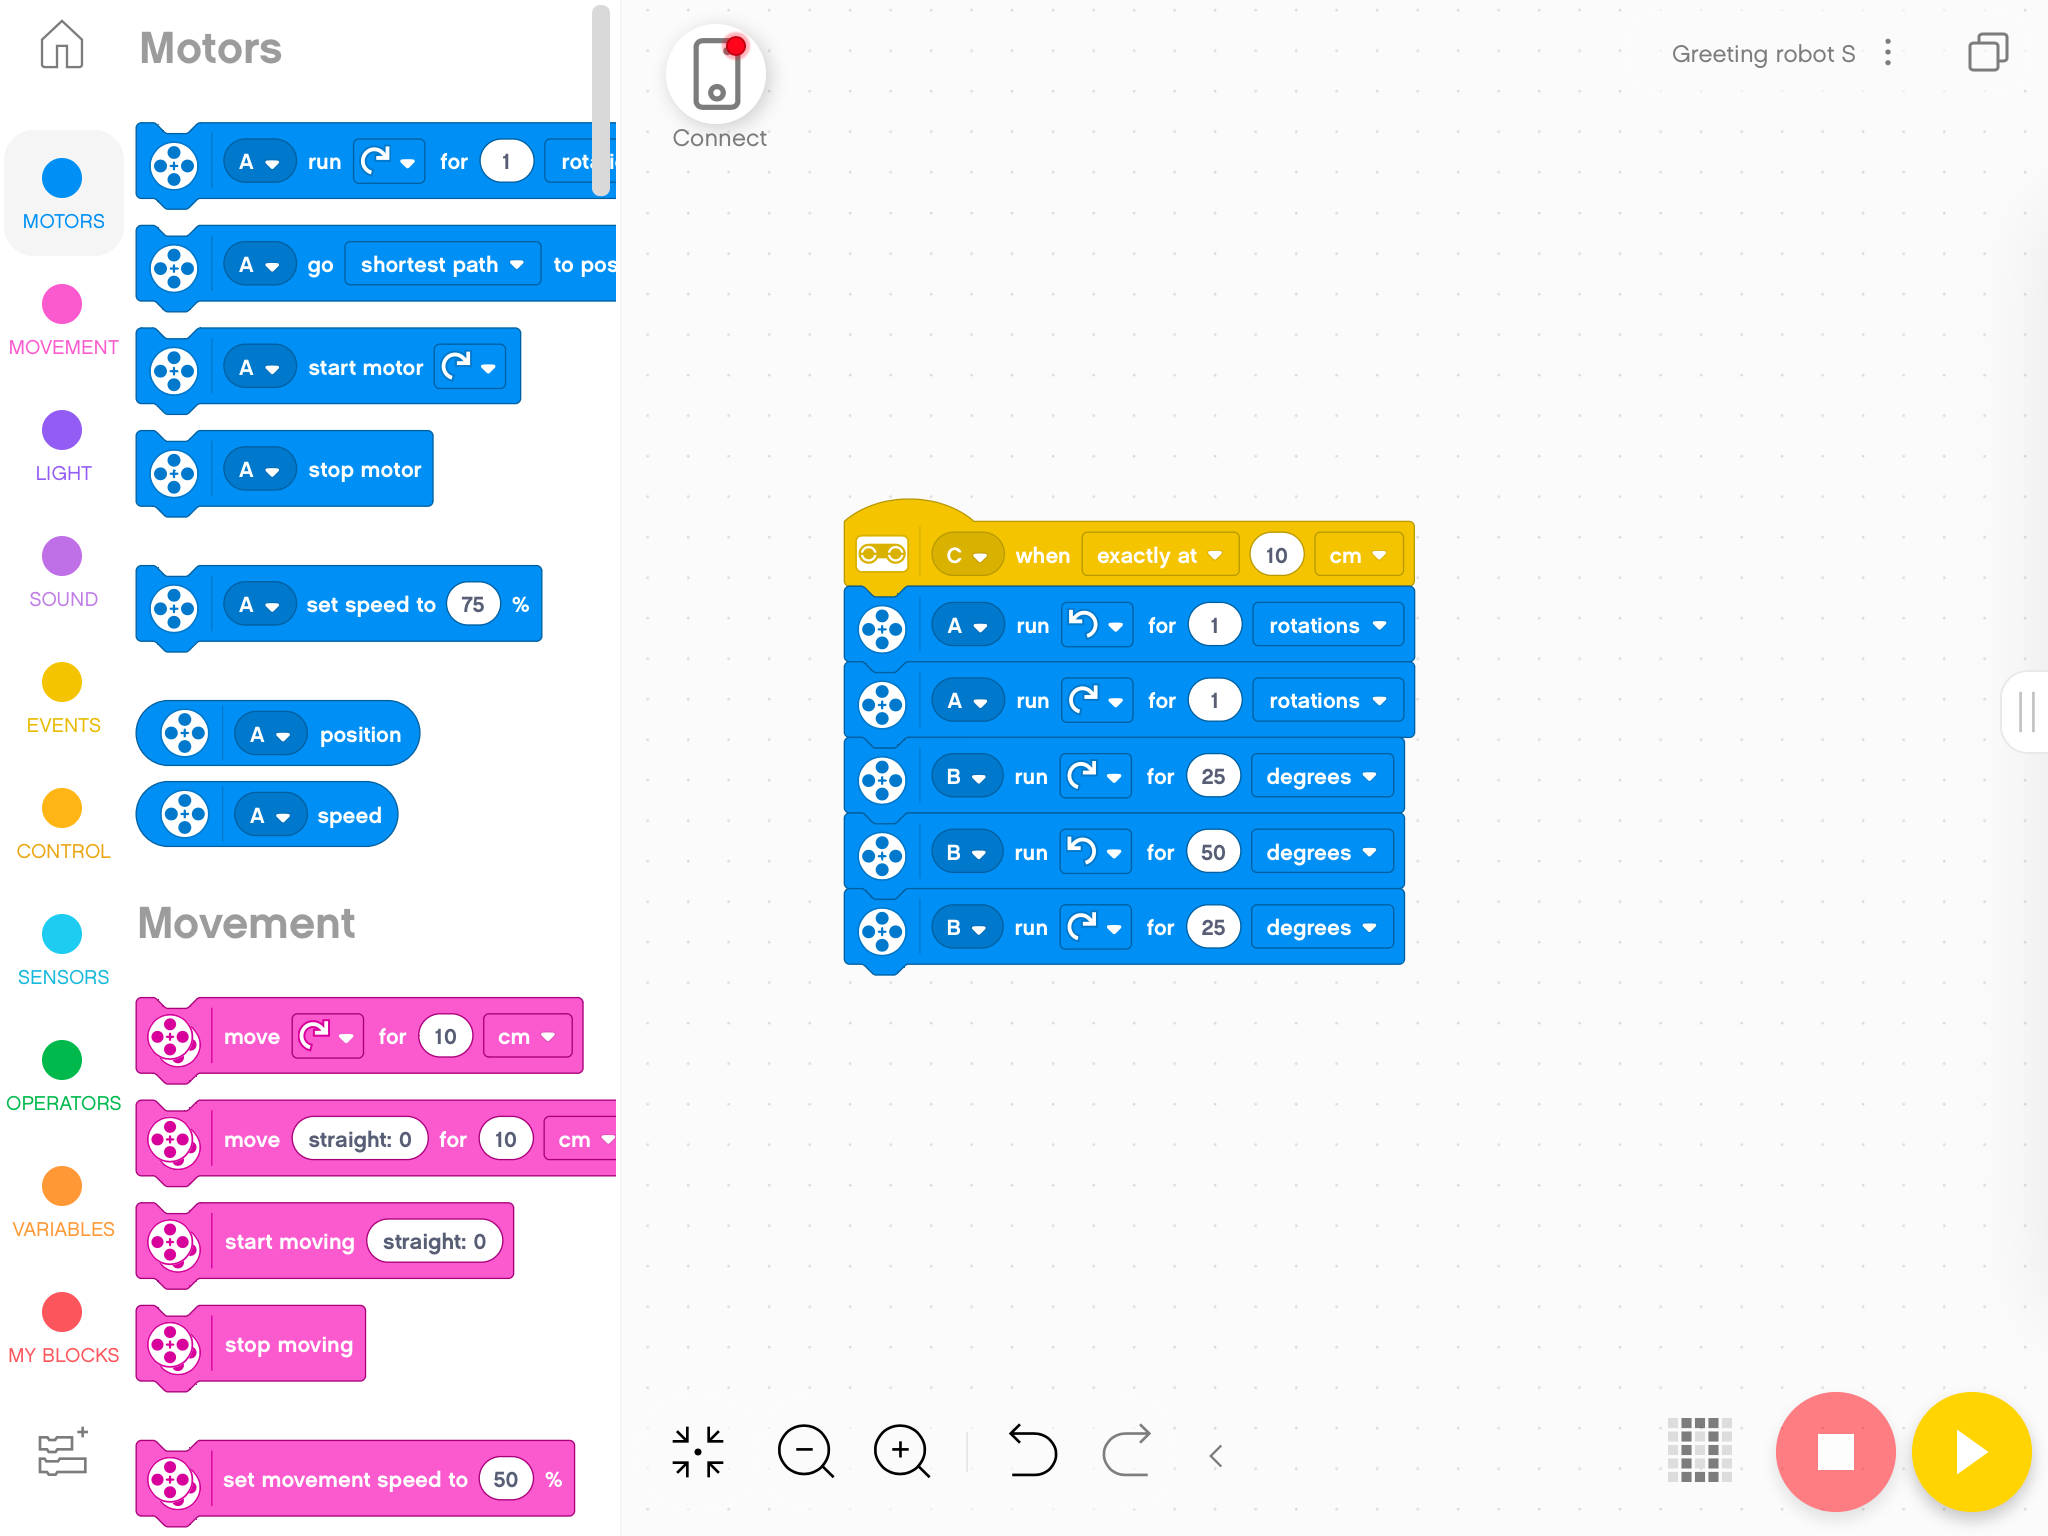 Motors
A run for 1 rotati
A go shortest path to pos
A start motor
A stop motor
A set speed to 75 %
A position
A speed
Movement
move for 10 cm
move straight: 0 for 10 cm
start moving straight: 0
stop moving
set movement speed to 50 %
MOTORS
MOVEMENT
LIGHT
SOUND
EVENTS
CONTROL
SENSORS
OPERATORS
VARIABLES
MY BLOCKS
Connect
Greeting robot S
C when exactly at 10 cm
A run for 1 rotations
A run for 1 rotations
B run for 25 degrees
B run for 50 degrees
B run for 25 degrees